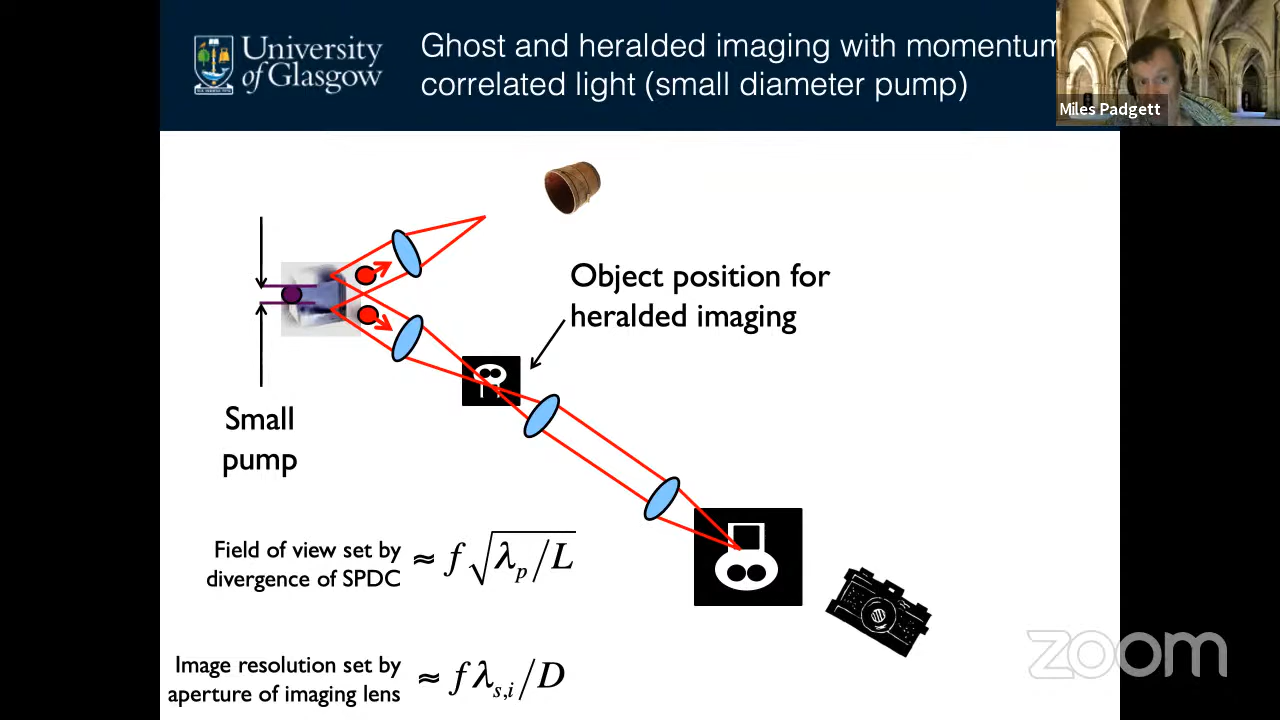 University
of Glasgow
Ghost and heralded imaging with momentum
correlated light (small diameter pump)
Miles Padgett
Object position for
heralded imaging
Small
pump
Field of view set by
divergence of SPDC
≈ f√(λp/L)
Image resolution set by
aperture of imaging lens
≈ fλs,i/D
zoom